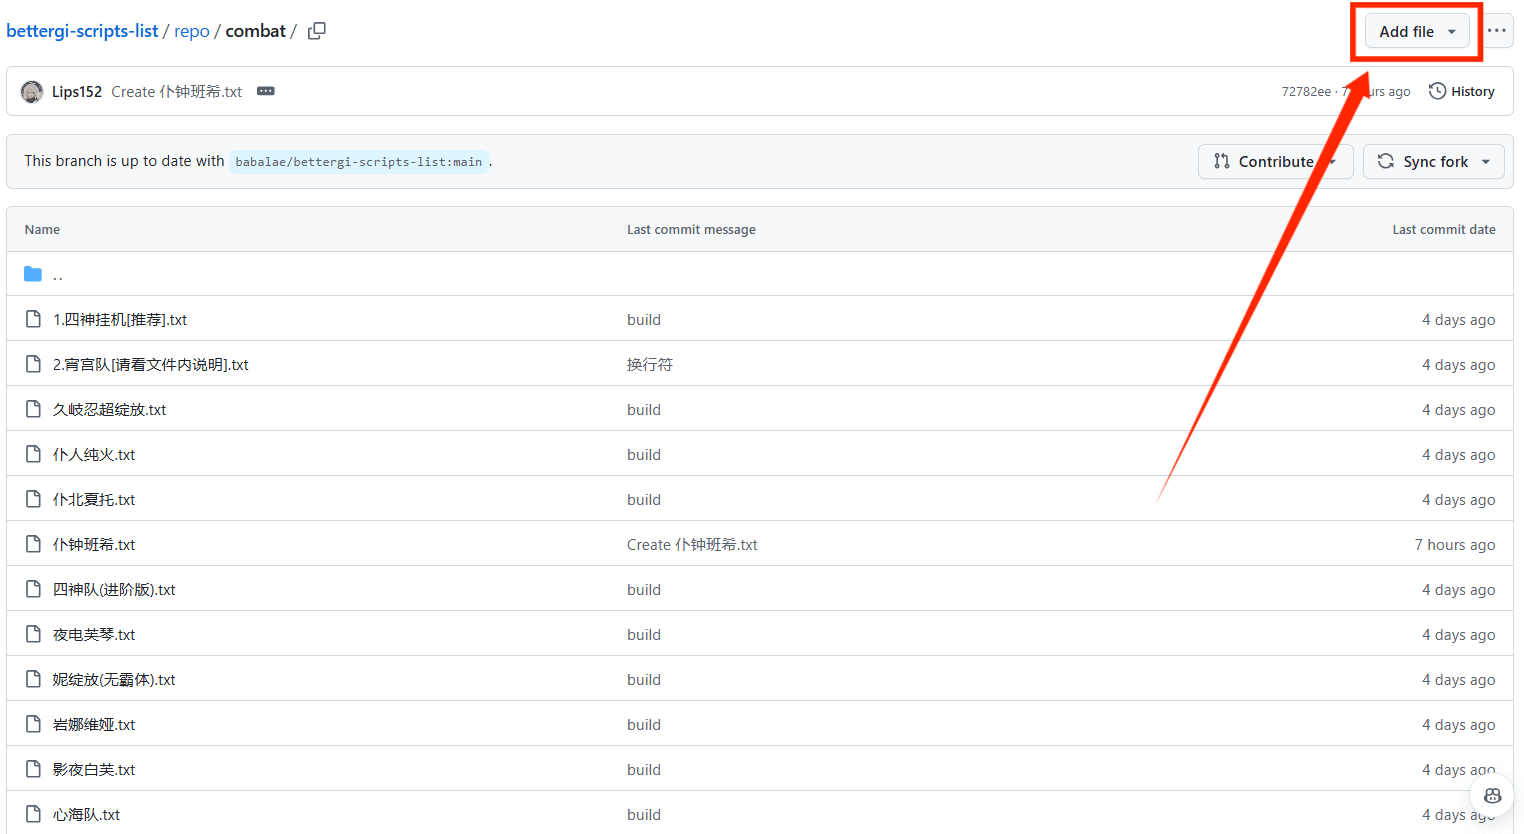 bettergi-scripts-list / repo / combat /
Add file
Lips152 Create 仆钟班希.txt
72782ee · 7 urs ago History
This branch is up to date with babalae/bettergi-scripts-list:main .
Contribute
Sync fork
Name Last commit message Last commit date
..
1.四神挂机[推荐].txt build 4 days ago
2.宵宫队[请看文件内说明].txt 换行符 4 days ago
久岐忍超绽放.txt build 4 days ago
仆人纯火.txt build 4 days ago
仆北夏托.txt build 4 days ago
仆钟班希.txt Create 仆钟班希.txt 7 hours ago
四神队(进阶版).txt build 4 days ago
夜电芙琴.txt build 4 days ago
妮绽放(无霸体).txt build 4 days ago
岩娜维娅.txt build 4 days ago
影夜白芙.txt build 4 days ago
心海队.txt build 4 days ago